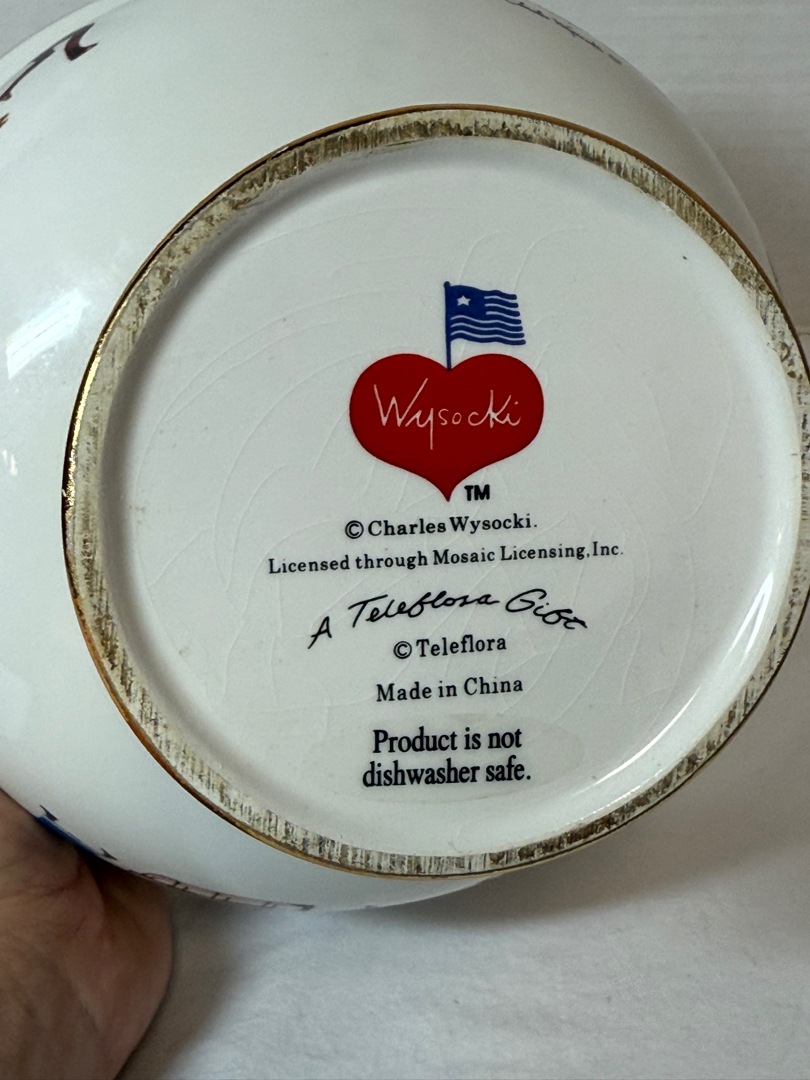 Wysocki
TM
© Charles Wysocki.
Licensed through Mosaic Licensing, Inc.
A Teleflora Gift
© Teleflora
Made in China
Product is not
dishwasher safe.